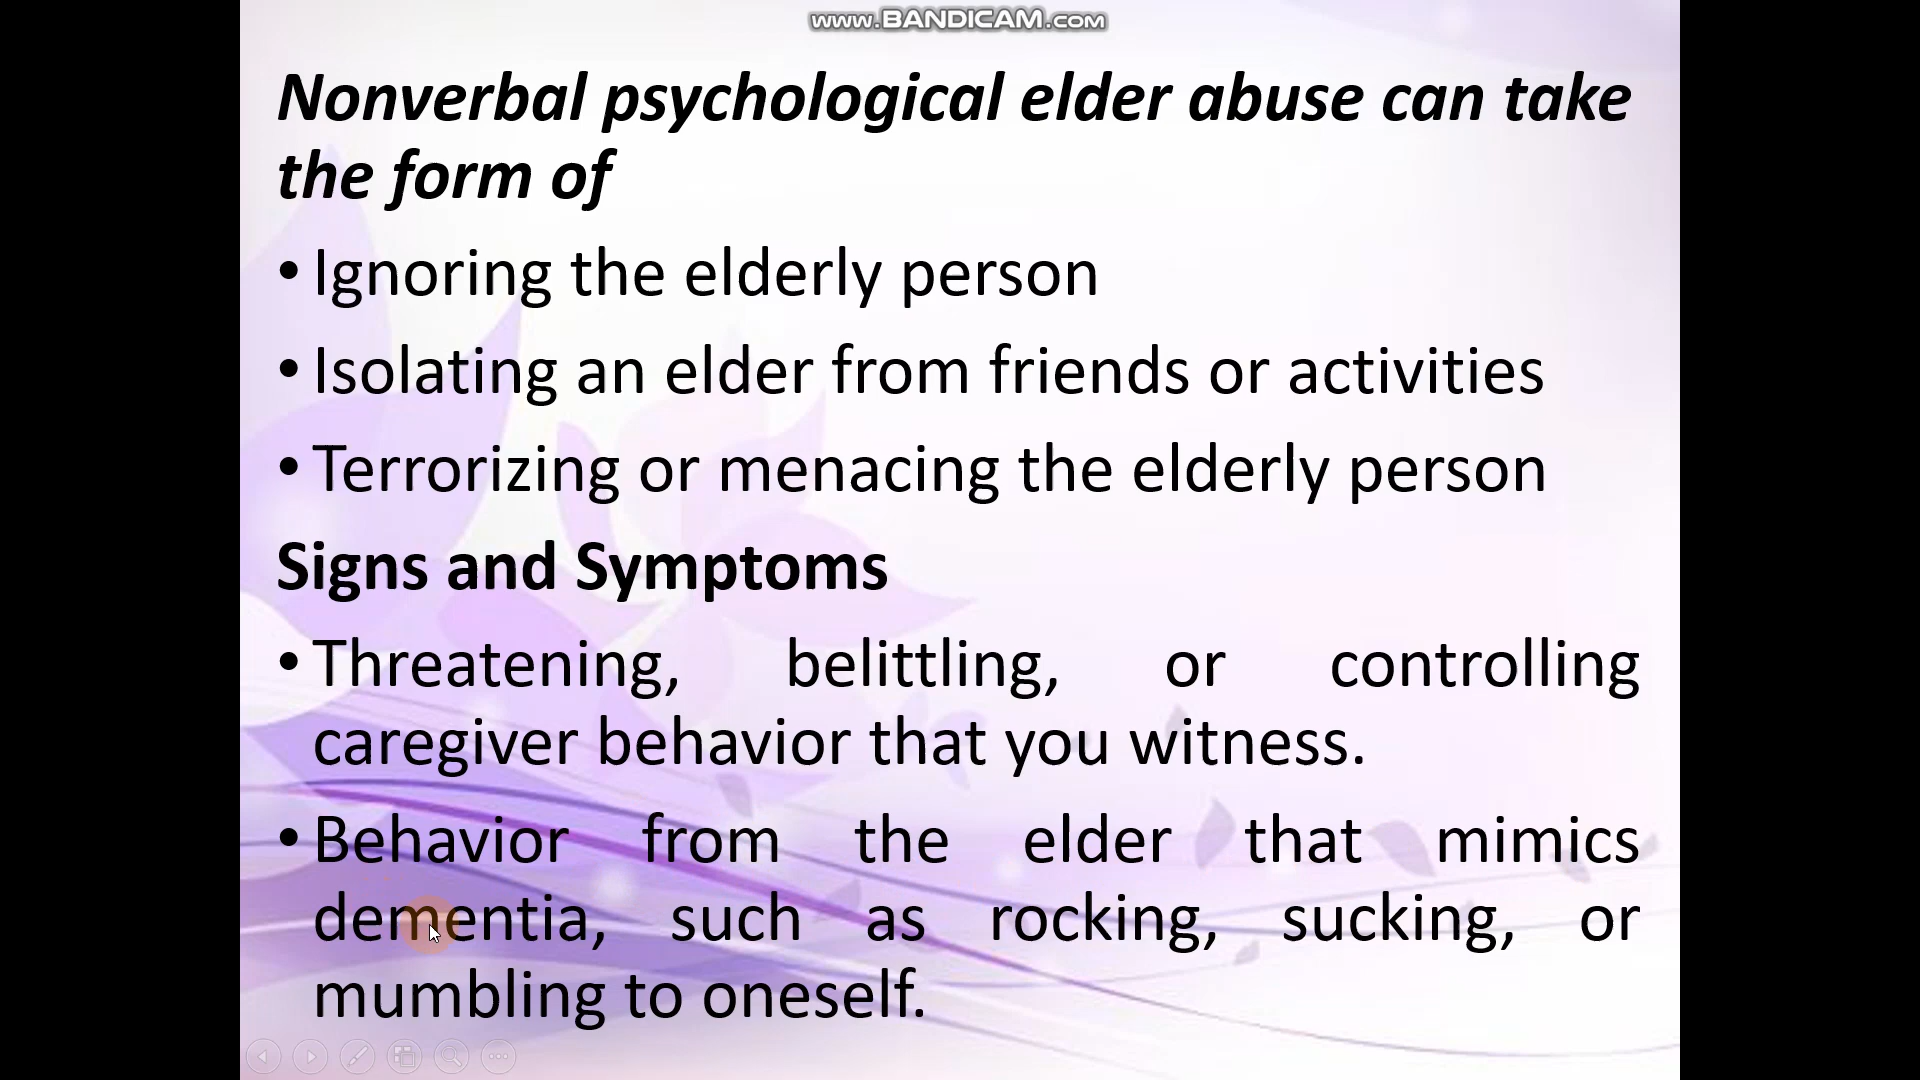 www.BANDICAM.com
Nonverbal psychological elder abuse can take
the form of
• Ignoring the elderly person
• Isolating an elder from friends or activities
• Terrorizing or menacing the elderly person
Signs and Symptoms
• Threatening, belittling, or controlling
caregiver behavior that you witness.
• Behavior from the elder that mimics
dementia, such as rocking, sucking, or
mumbling to oneself.